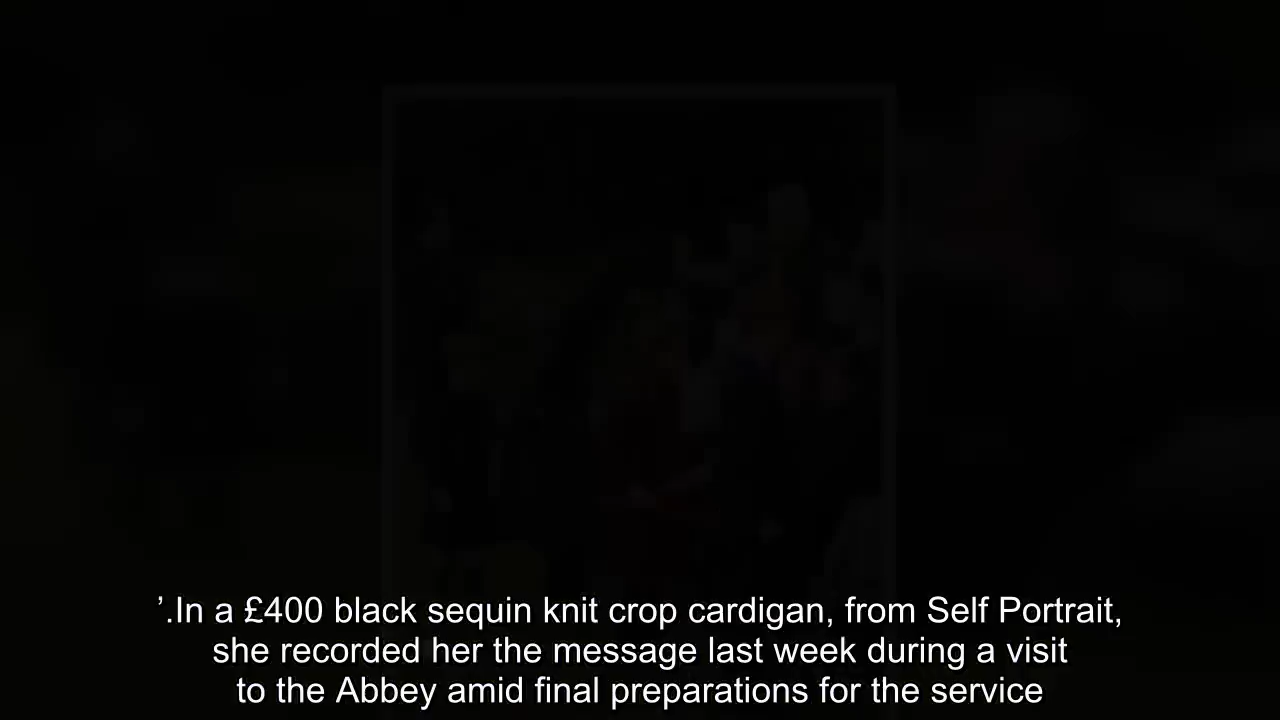 ’.In a £400 black sequin knit crop cardigan, from Self Portrait,
she recorded her the message last week during a visit
to the Abbey amid final preparations for the service